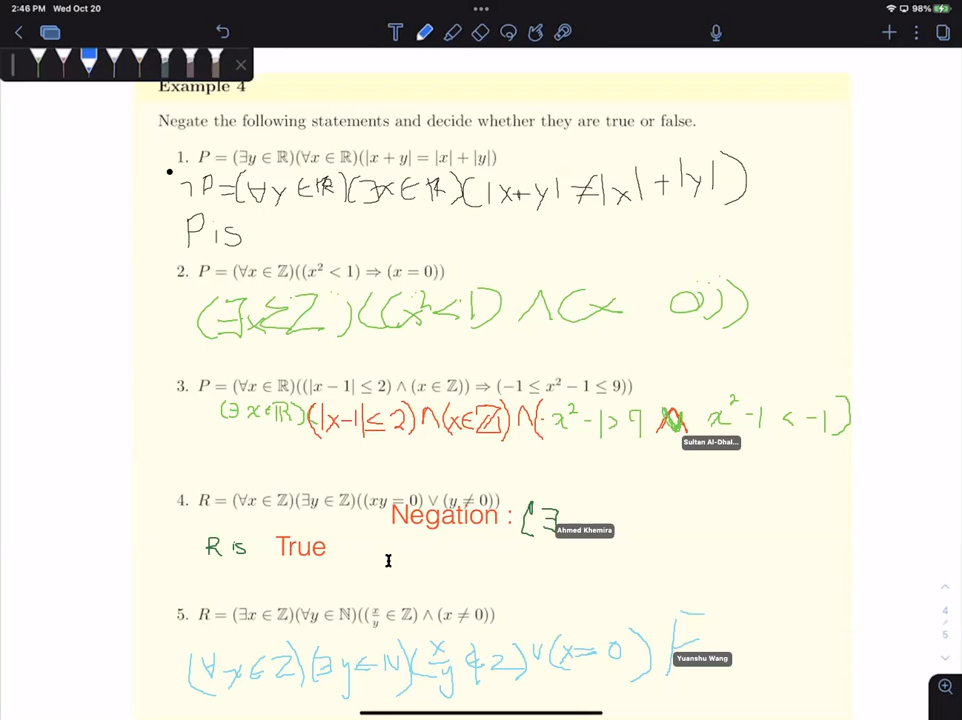 2:46 PM Wed Oct 20
98%
Example 4
Negate the following statements and decide whether they are true or false.
1. P = (∃y ∈ ℝ)(∀x ∈ ℝ)(|x + y| = |x| + |y|)
¬P=(∀y∈ℝ)(∃x∈ℝ)(|x+y|≠|x|+|y|)
P is
2. P = (∀x ∈ ℤ)((x² < 1) ⇒ (x = 0))
(∃x∈ℤ)((x²<1)∧(x 0))
3. P = (∀x ∈ ℝ)((|x − 1| ≤ 2) ∧ (x ∈ ℤ)) ⇒ (−1 ≤ x² − 1 ≤ 9))
(∃x∈ℝ)(|x-1|≤2)∧(x∈ℤ)∧(x²-1>9 x²-1<-1)
Sultan Al-Dhal...
4. R = (∀x ∈ ℤ)(∃y ∈ ℤ)((xy = 0) ∨ (y ≠ 0))
Negation : (∃
Ahmed Khemira
R is True
5. R = (∃x ∈ ℤ)(∀y ∈ ℕ)((x/y ∈ ℤ) ∧ (x ≠ 0))
(∀x∈ℤ)(∃y∈ℕ)(x/y∉ℤ)∨(x=0) F
Yuanshu Wang
4
5